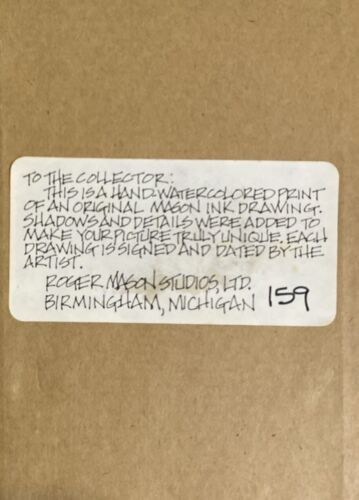 TO THE COLLECTOR:
THIS IS A HAND-WATERCOLORED PRINT
OF AN ORIGINAL MASON INK DRAWING.
SHADOWS AND DETAILS WERE ADDED TO
MAKE YOUR PICTURE TRULY UNIQUE. EACH
DRAWING IS SIGNED AND DATED BY THE
ARTIST.
ROGER MASON STUDIOS, LTD.
BIRMINGHAM, MICHIGAN 159